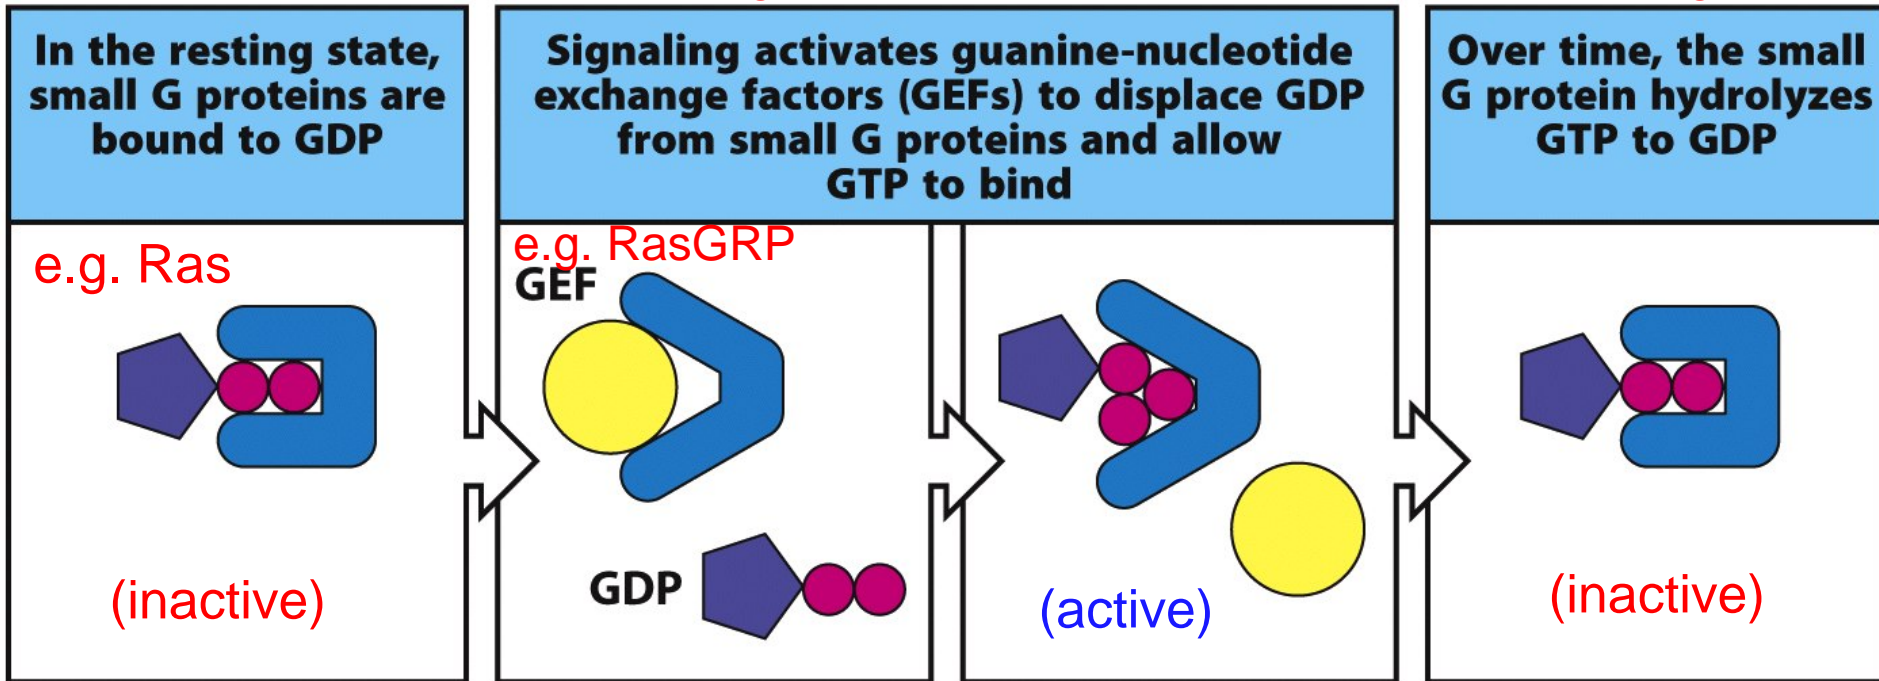 In the resting state,
small G proteins are
bound to GDP
Signaling activates guanine-nucleotide
exchange factors (GEFs) to displace GDP
from small G proteins and allow
GTP to bind
Over time, the small
G protein hydrolyzes
GTP to GDP
e.g. Ras
(inactive)
e.g. RasGRP
GEF
GDP
(active)
(inactive)